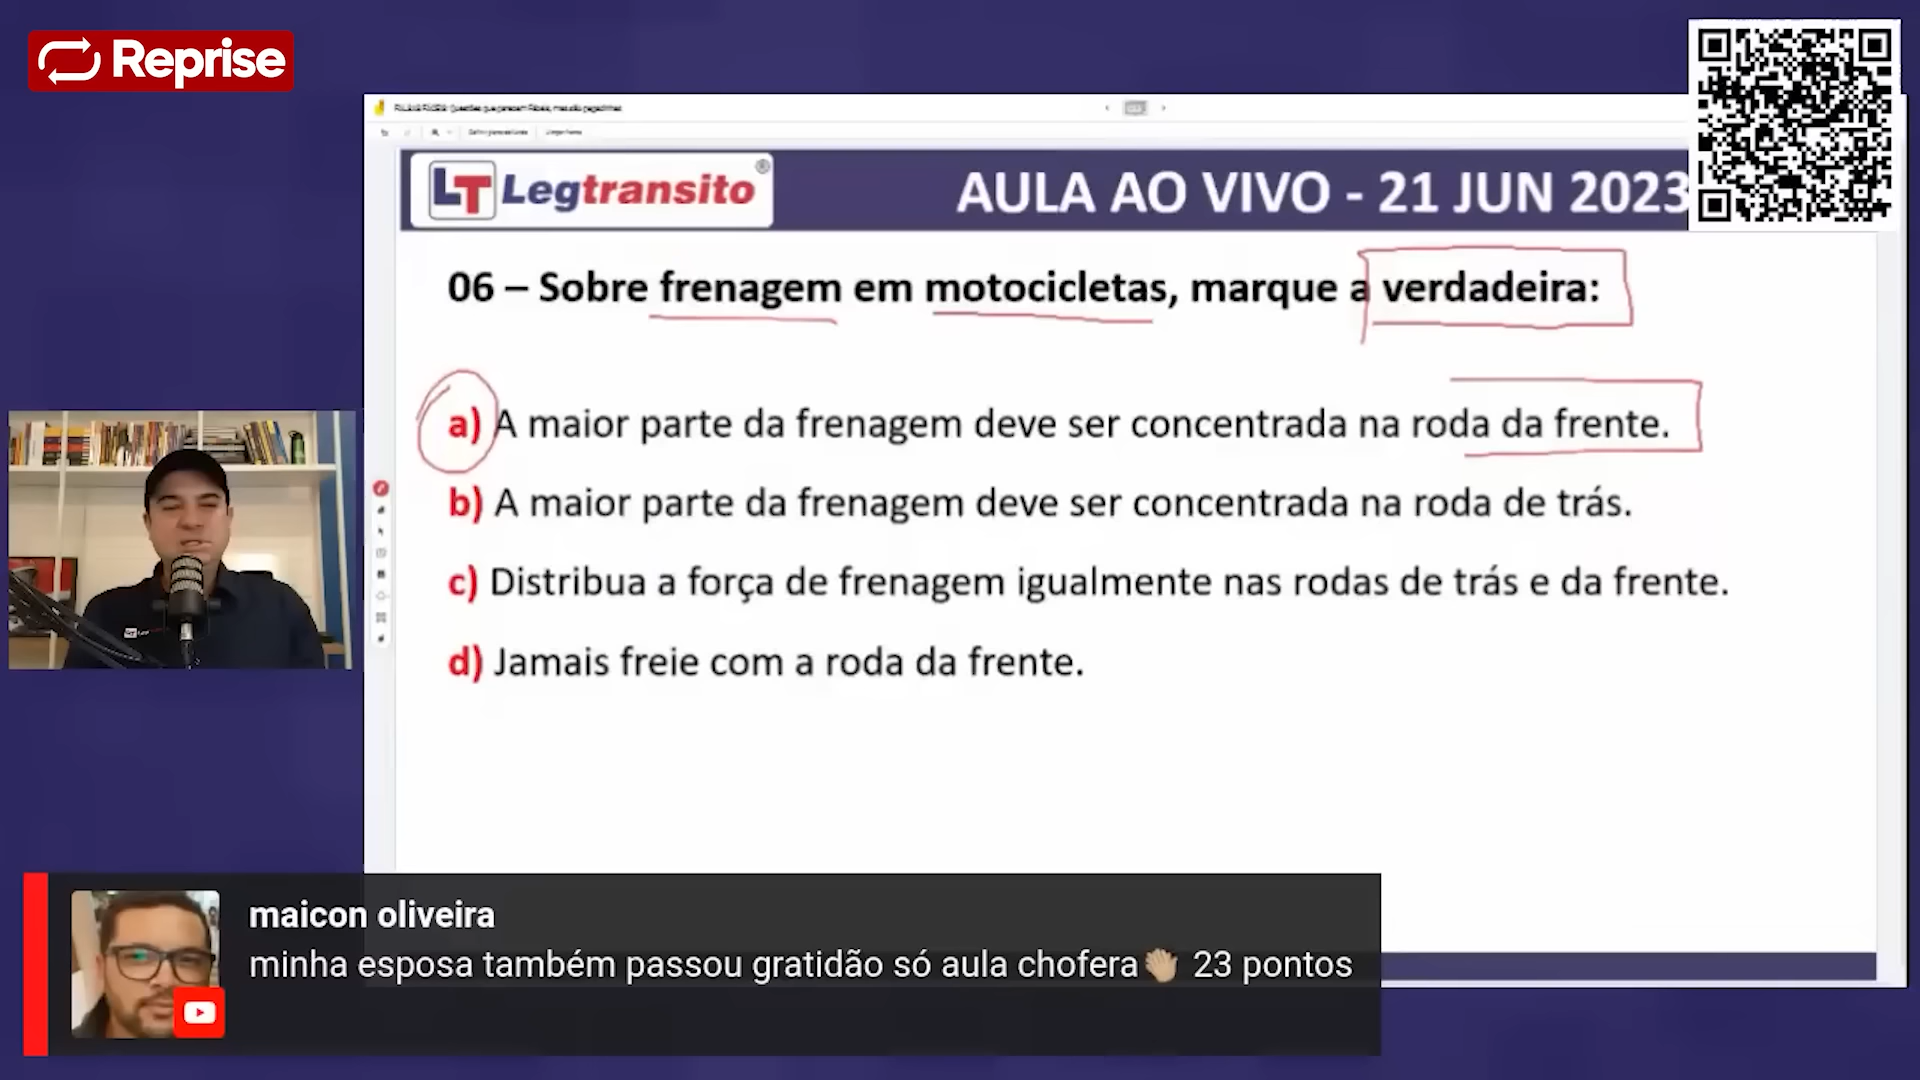 Reprise
LT Legtransito ®
AULA AO VIVO - 21 JUN 2023
06 – Sobre frenagem em motocicletas, marque a verdadeira:
a) A maior parte da frenagem deve ser concentrada na roda da frente.
b) A maior parte da frenagem deve ser concentrada na roda de trás.
c) Distribua a força de frenagem igualmente nas rodas de trás e da frente.
d) Jamais freie com a roda da frente.
maicon oliveira
minha esposa também passou gratidão só aula chofera👏🏼 23 pontos